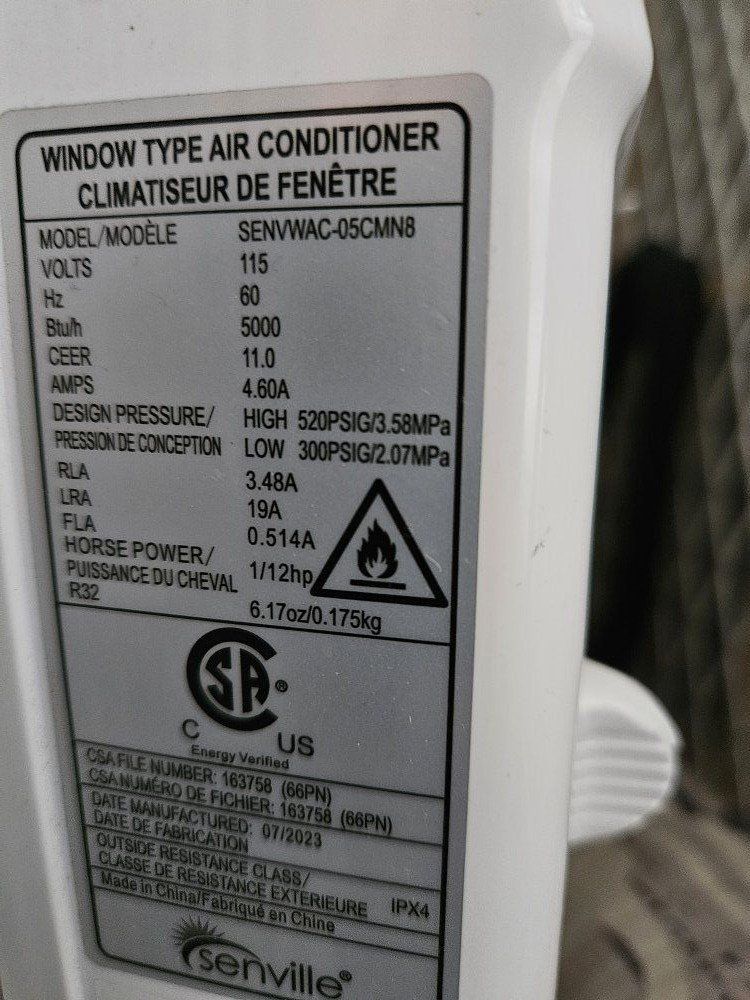 WINDOW TYPE AIR CONDITIONER
CLIMATISEUR DE FENÊTRE
MODEL/MODÈLE SENVWAC-05CMN8
VOLTS 115
Hz 60
Btu/h 5000
CEER 11.0
AMPS 4.60A
DESIGN PRESSURE/ HIGH 520PSIG/3.58MPa
PRESSION DE CONCEPTION LOW 300PSIG/2.07MPa
RLA 3.48A
LRA 19A
FLA 0.514A
HORSE POWER/
PUISSANCE DU CHEVAL 1/12hp
R32 6.17oz/0.175kg
CSA®
C US
Energy Verified
CSA FILE NUMBER: 163758 (66PN)
CSA NUMÉRO DE FICHIER: 163758 (66PN)
DATE MANUFACTURED: 07/2023
DATE DE FABRICATION
OUTSIDE RESISTANCE CLASS/
CLASSE DE RESISTANCE EXTERIEURE IPX4
Made in China/Fabriqué en Chine
senville®